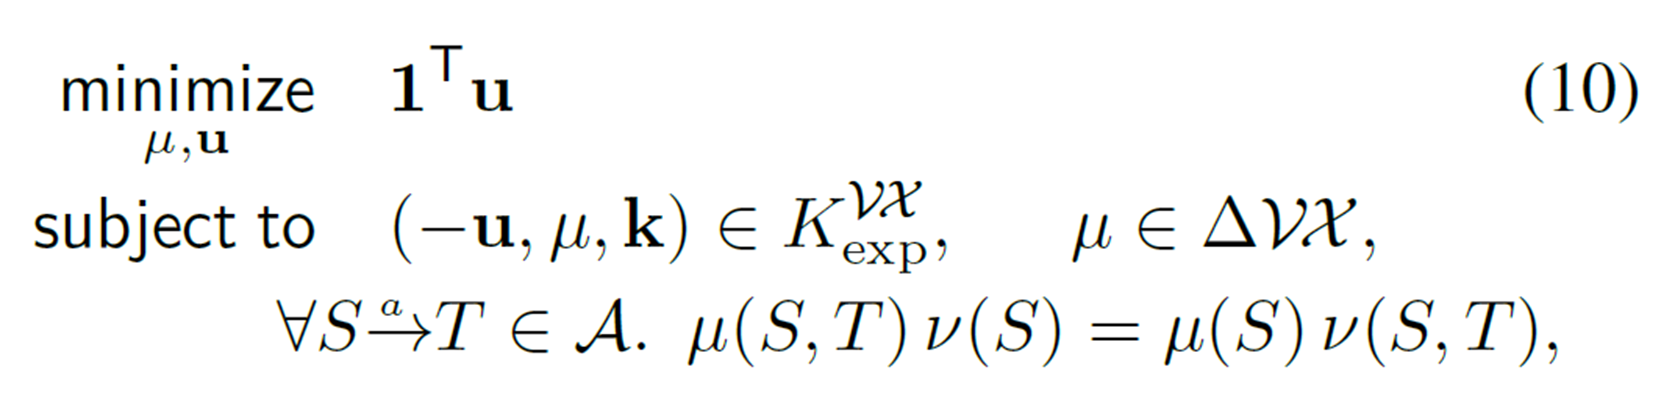 minimize 𝟏ᵀ𝐮 (10)
μ,𝐮
subject to (−𝐮, μ, 𝐤) ∈ K_exp^𝒱𝒳, μ ∈ Δ𝒱𝒳,
∀S →^a T ∈ 𝒜. μ(S, T) ν(S) = μ(S) ν(S, T),